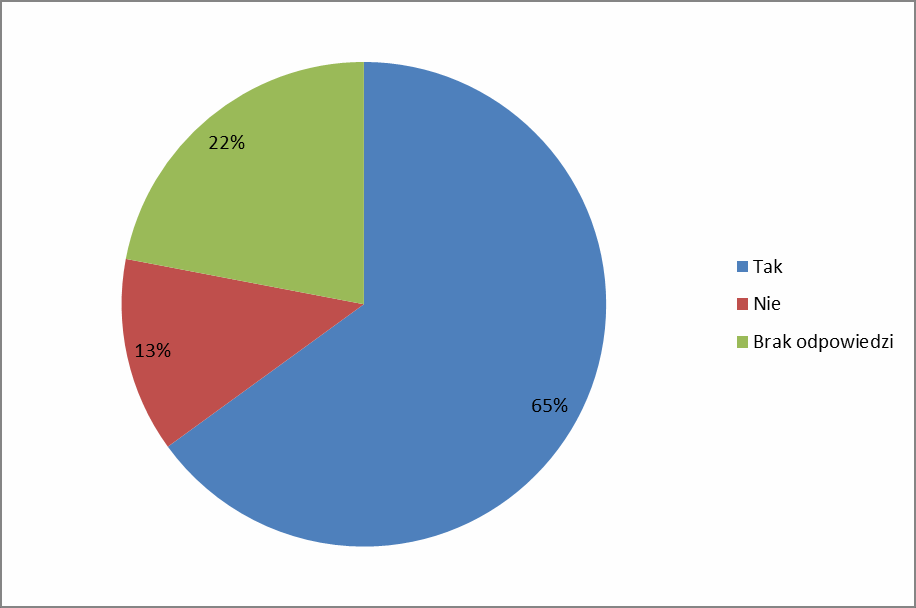 22%
13%
65%
Tak
Nie
Brak odpowiedzi